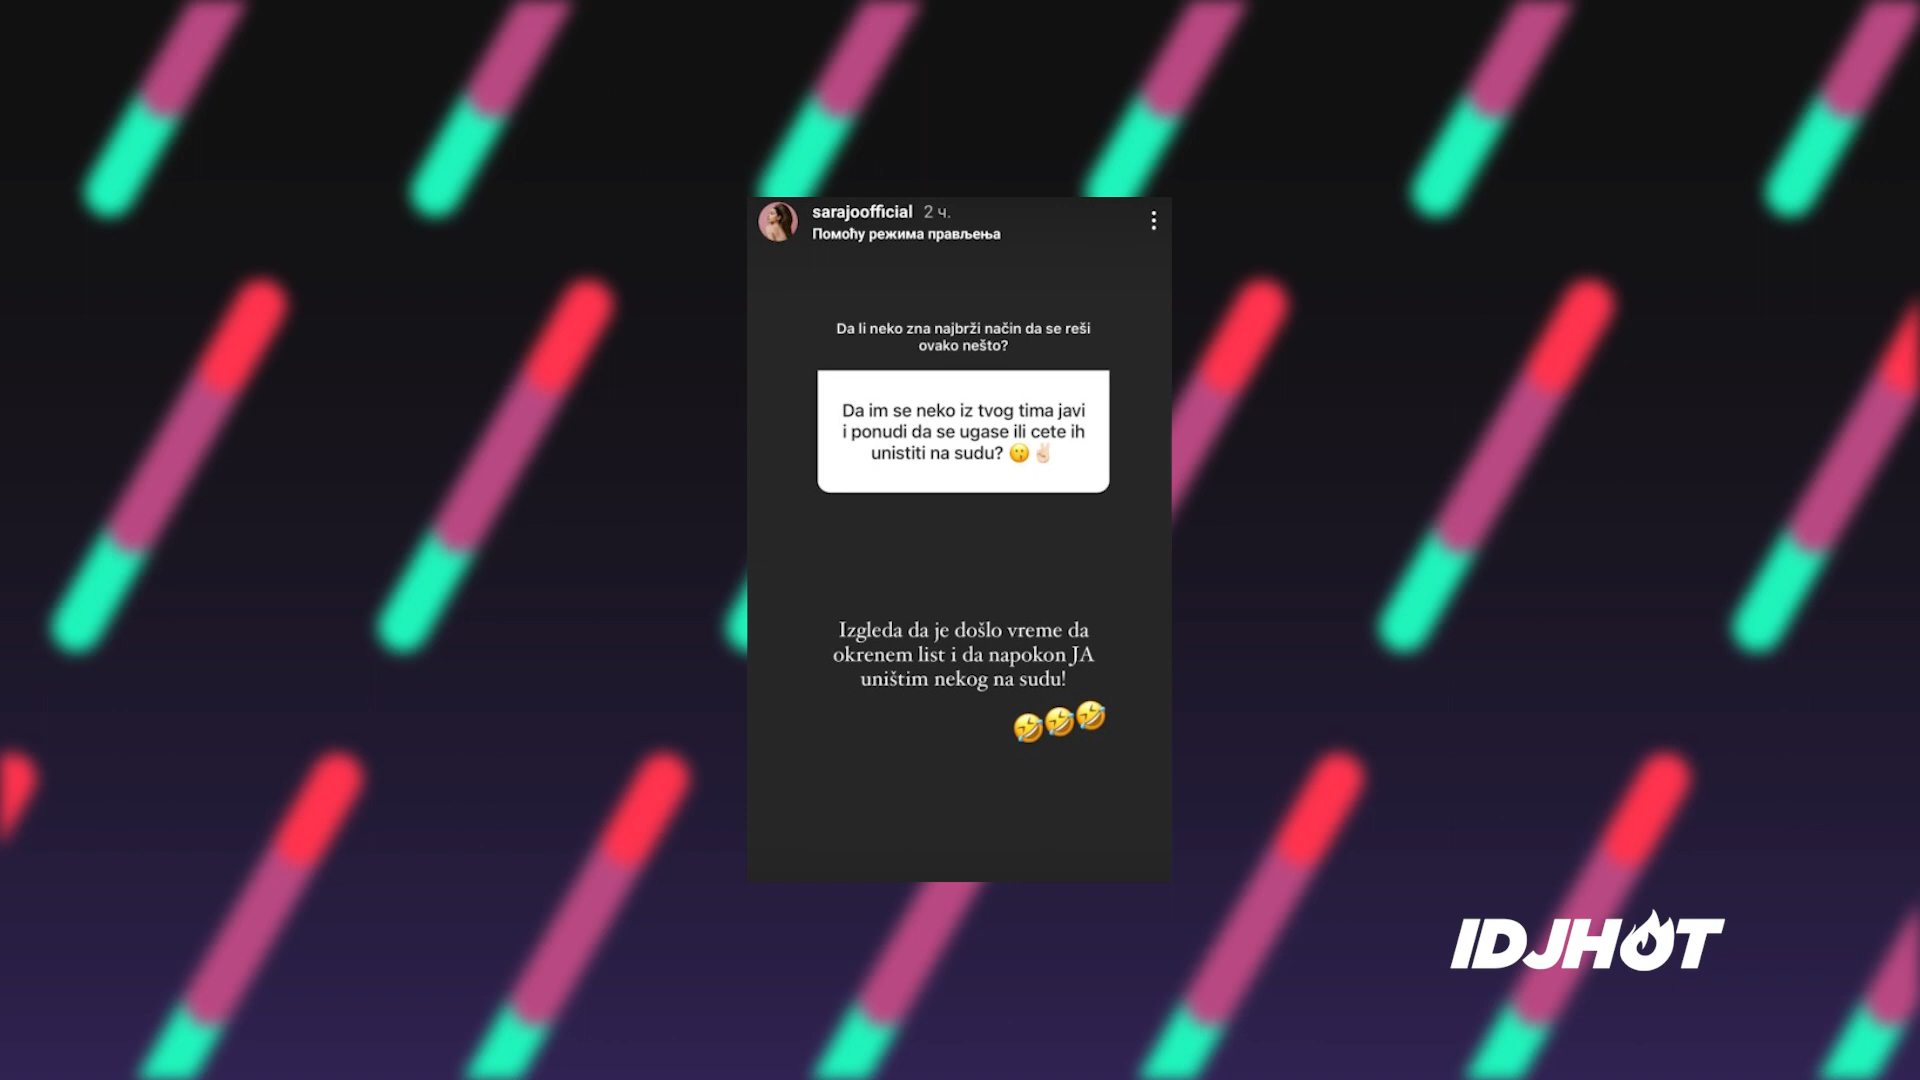 sarajoofficial 2 ч.
Помоћу режима прављења
Da li neko zna najbrži način da se reši
ovako nešto?
Da im se neko iz tvog tima javi
i ponudi da se ugase ili cete ih
unistiti na sudu? 😗✌🏻
Izgleda da je došlo vreme da
okrenem list i da napokon JA
uništim nekog na sudu!
🤣🤣🤣
IDJHOT